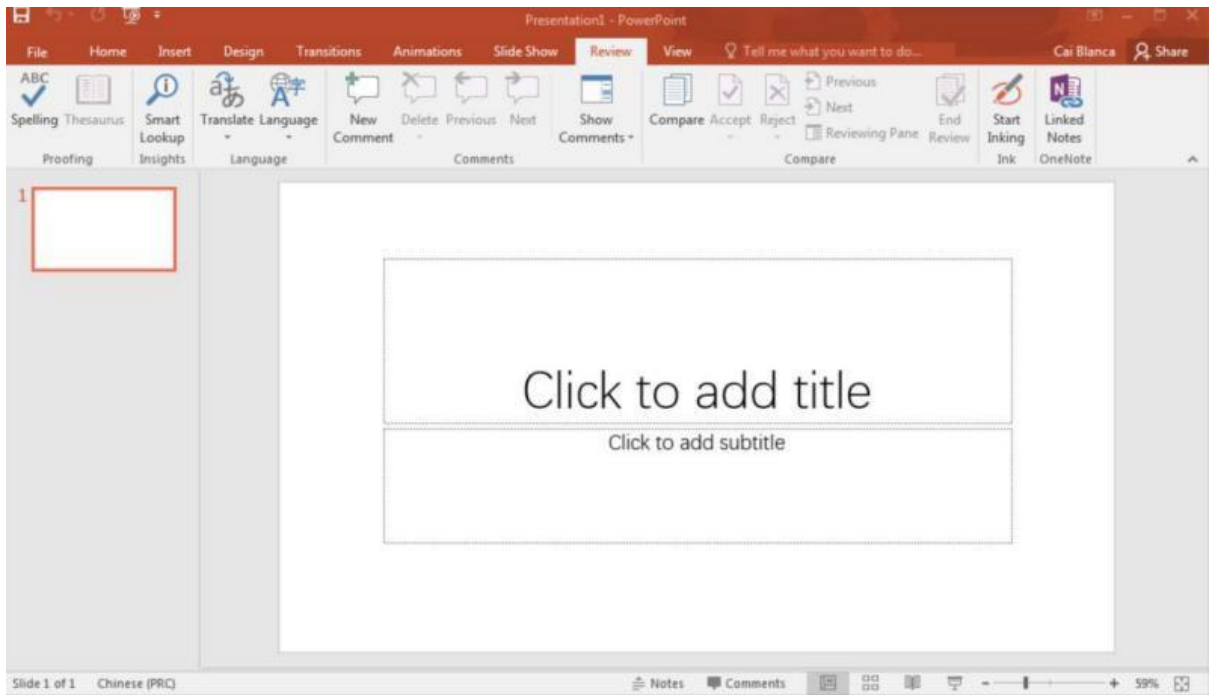 Presentation1 - PowerPoint
File Home Insert Design Transitions Animations Slide Show Review View Tell me what you want to do... Cai Blanca Share
ABC
Spelling Thesaurus Smart Lookup Translate Language New Comment Delete Previous Next Show Comments Compare Accept Reject Previous Next Reviewing Pane End Review Start Inking Linked Notes
Proofing Insights Language Comments Compare Ink OneNote
1
Click to add title
Click to add subtitle
Slide 1 of 1 Chinese (PRC) Notes Comments 59%